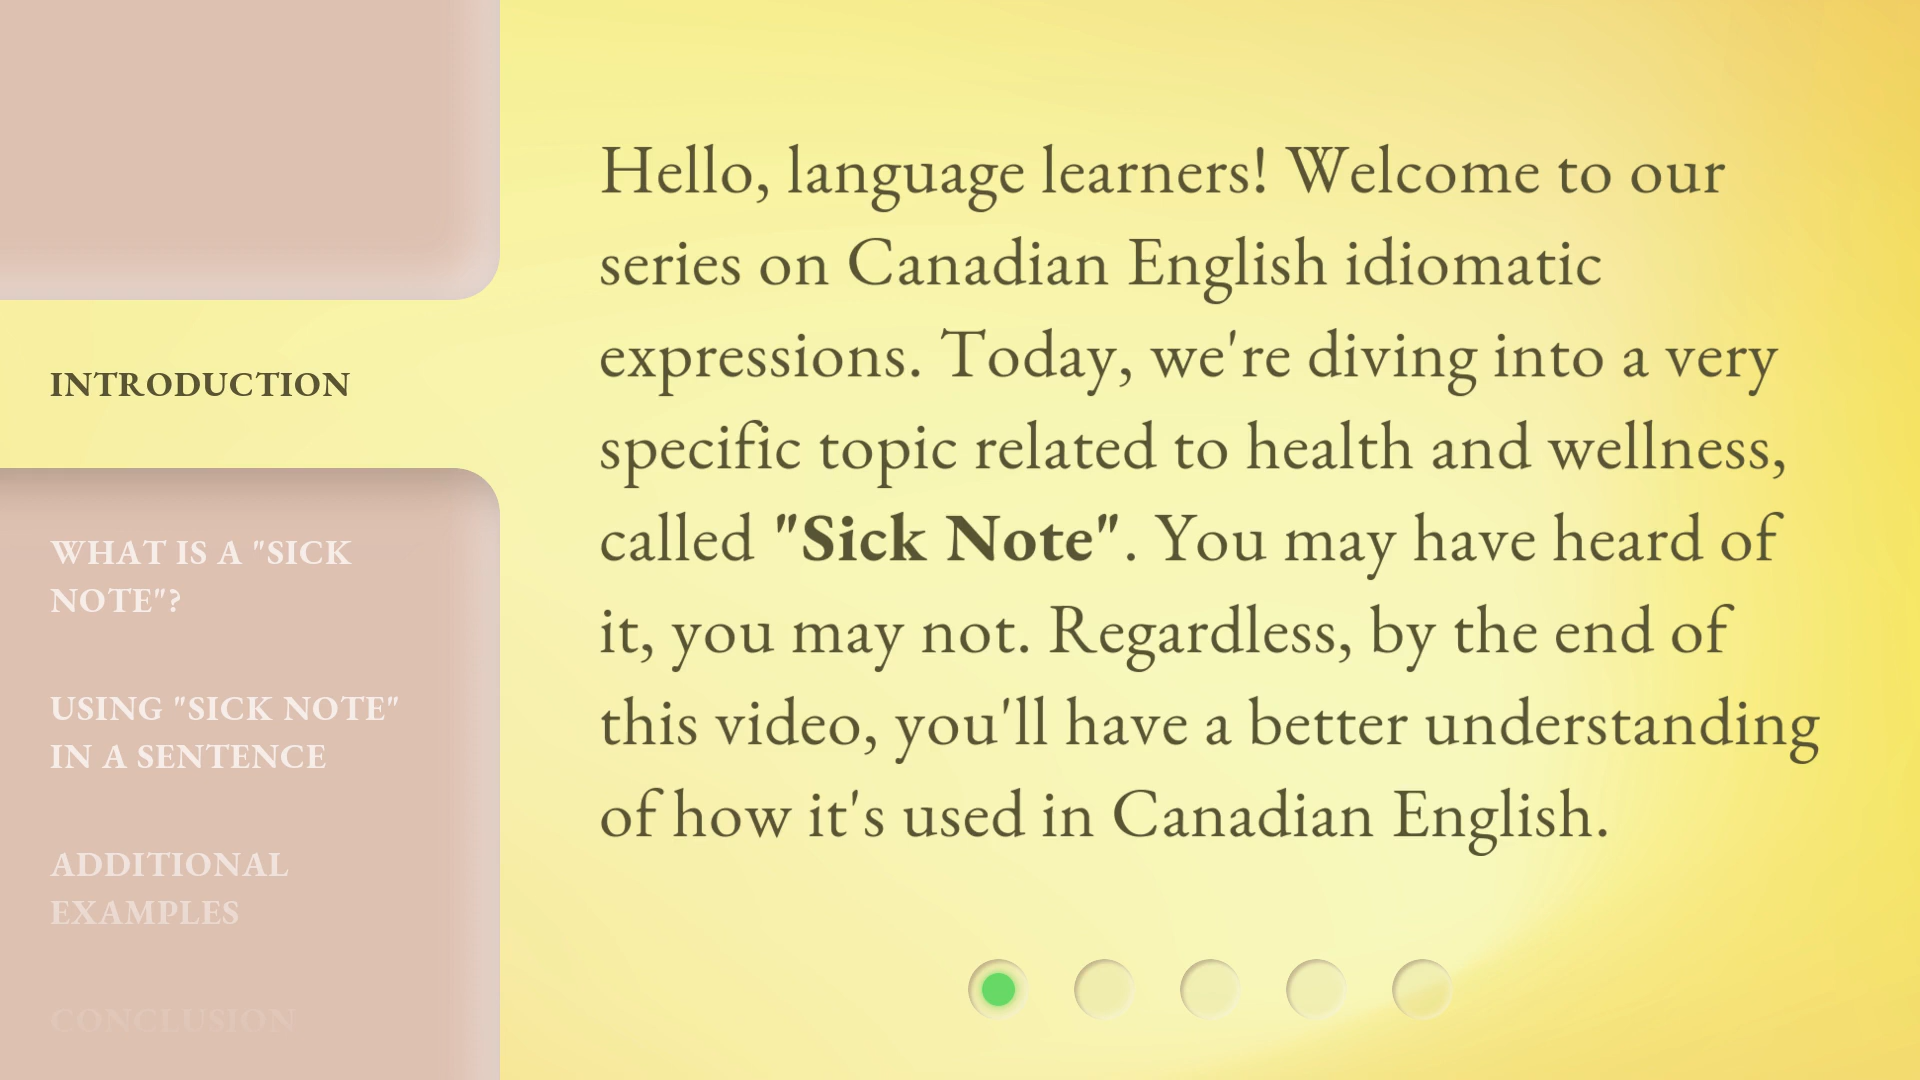 INTRODUCTION
WHAT IS A "SICK
NOTE"?
USING "SICK NOTE"
IN A SENTENCE
ADDITIONAL
EXAMPLES
CONCLUSION
Hello, language learners! Welcome to our
series on Canadian English idiomatic
expressions. Today, we're diving into a very
specific topic related to health and wellness,
called "Sick Note". You may have heard of
it, you may not. Regardless, by the end of
this video, you'll have a better understanding
of how it's used in Canadian English.